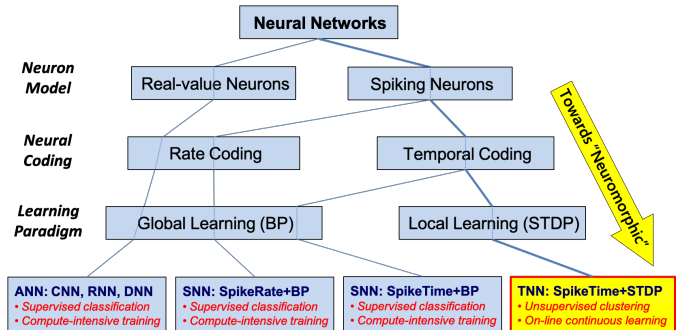 Neural Networks
Neuron
Model
Real-value Neurons
Spiking Neurons
Towards "Neuromorphic"
Neural
Coding
Rate Coding
Temporal Coding
Learning
Paradigm
Global Learning (BP)
Local Learning (STDP)
ANN: CNN, RNN, DNN
• Supervised classification
• Compute-intensive training
SNN: SpikeRate+BP
• Supervised classification
• Compute-intensive training
SNN: SpikeTime+BP
• Supervised classification
• Compute-intensive training
TNN: SpikeTime+STDP
• Unsupervised clustering
• On-line continuous learning